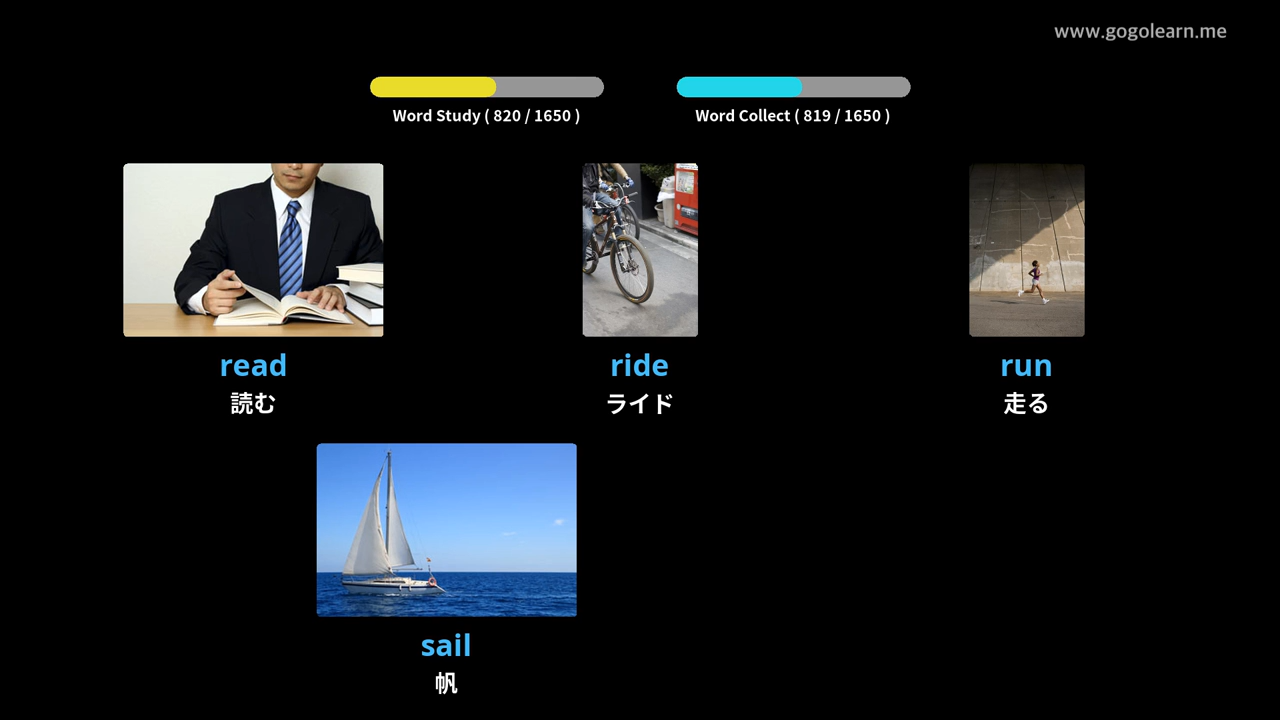 www.gogolearn.me
Word Study ( 820 / 1650 )
Word Collect ( 819 / 1650 )
read
読む
ride
ライド
run
走る
sail
帆